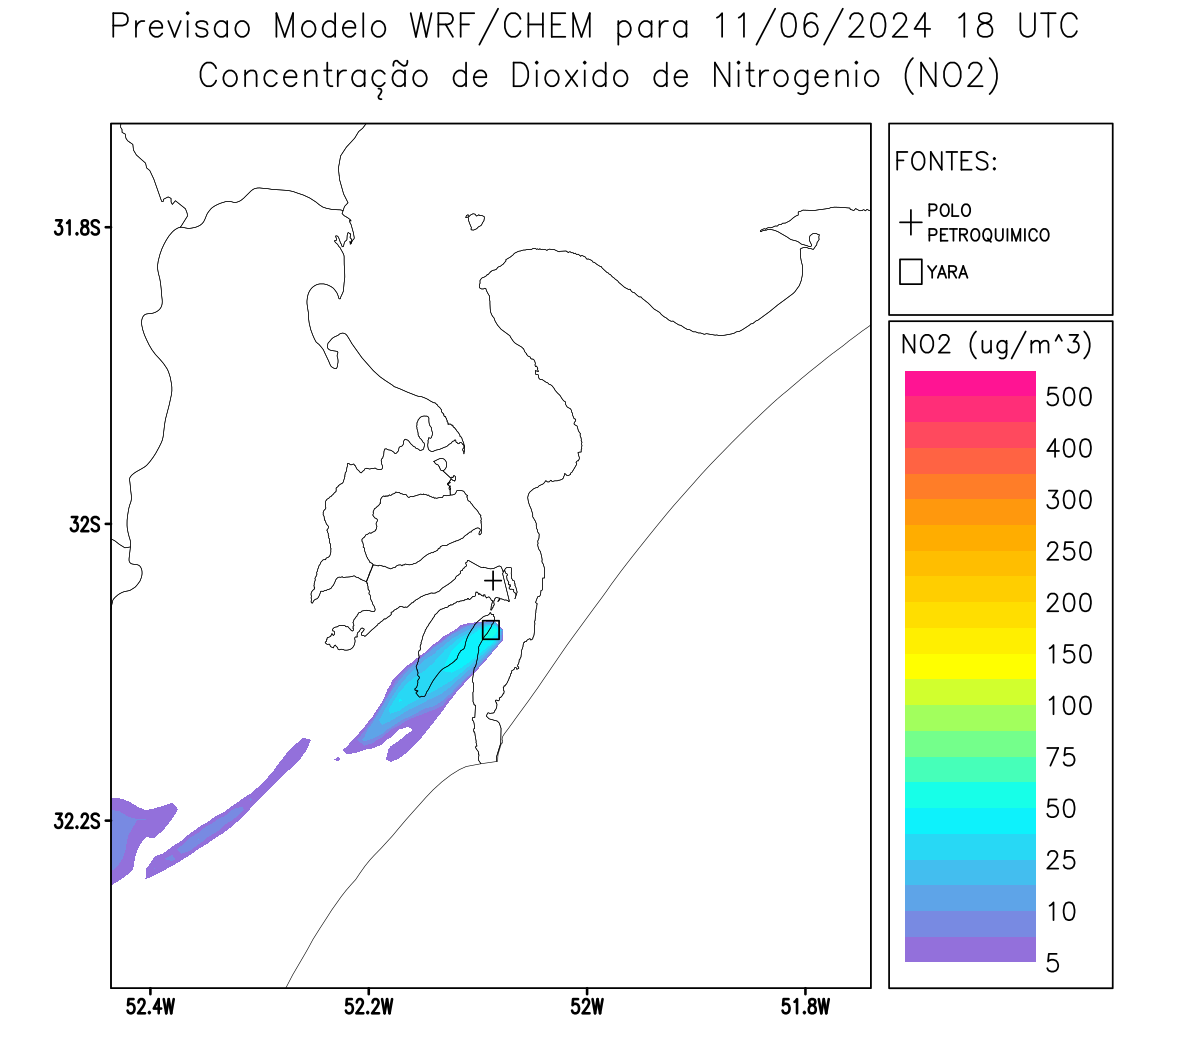 Previsao Modelo WRF/CHEM para 11/06/2024 18 UTC
Concentração de Dioxido de Nitrogenio (NO2)
FONTES:
POLO
PETROQUIMICO
YARA
31.8S
32S
32.2S
52.4W
52.2W
52W
51.8W
NO2 (ug/m^3)
500
400
300
250
200
150
100
75
50
25
10
5